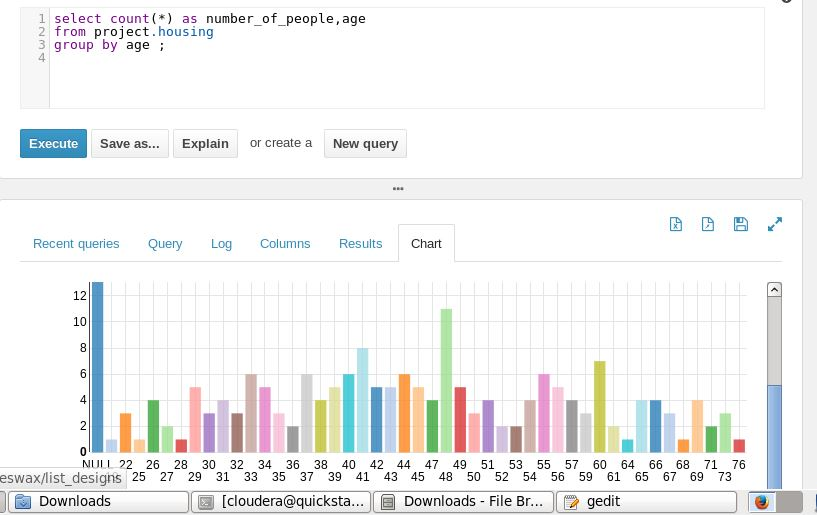 1 select count(*) as number_of_people,age
2 from project.housing
3 group by age ;
4
Execute Save as... Explain or create a New query
Recent queries Query Log Columns Results Chart
12
10
8
6
4
2
0
NULL 22 26 28 30 32 34 36 38 40 42 44 46 48 50 52 54 56 58 60 64 66 68 71 76
25 27 29 31 33 35 37 39 41 43 45 47 49 51 53 55 57 59 61 65 67 69 73
eswax/list_designs
Downloads [cloudera@quicksta... Downloads - File Br... gedit